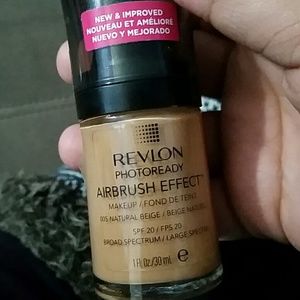 NEW & IMPROVED
NOUVEAU ET AMÉLIORÉ
NUEVO Y MEJORADO
REVLON
PHOTOREADY
AIRBRUSH EFFECT™
MAKEUP / FOND DE TEINT
005 NATURAL BEIGE / BEIGE NATUREL
SPF 20 / FPS 20
BROAD SPECTRUM / LARGE SPECTRE
1 fl oz/30 mL e